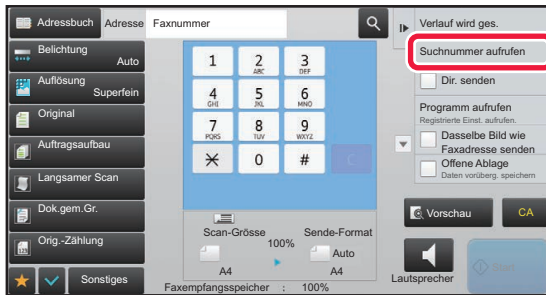 Adressbuch
Adresse
Faxnummer
Verlauf wird ges.
Belichtung
Auto
Auflösung
Superfein
Original
Auftragsaufbau
Langsamer Scan
Dok.gem.Gr.
Orig.-Zählung
Sonstiges
1
2
ABC
3
DEF
4
GHI
5
JKL
6
MNO
7
PQRS
8
TUV
9
WXYZ
0
#
C
Scan-Grösse
100%
Sende-Format
Auto
A4
A4
Faxempfangsspeicher : 100%
Suchnummer aufrufen
Dir. senden
Programm aufrufen
Registrierte Einst. aufrufen.
Dasselbe Bild wie
Faxadresse senden
Offene Ablage
Daten vorüberg. speichern
Vorschau
CA
Lautsprecher
Start